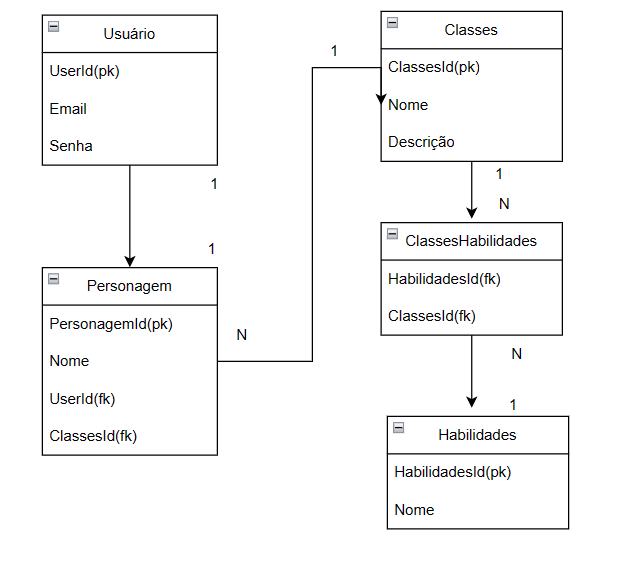 Usuário
UserId(pk)
Email
Senha
1
1
Personagem
PersonagemId(pk)
Nome
UserId(fk)
ClassesId(fk)
N
1
Classes
ClassesId(pk)
Nome
Descrição
1
N
ClassesHabilidades
HabilidadesId(fk)
ClassesId(fk)
N
1
Habilidades
HabilidadesId(pk)
Nome